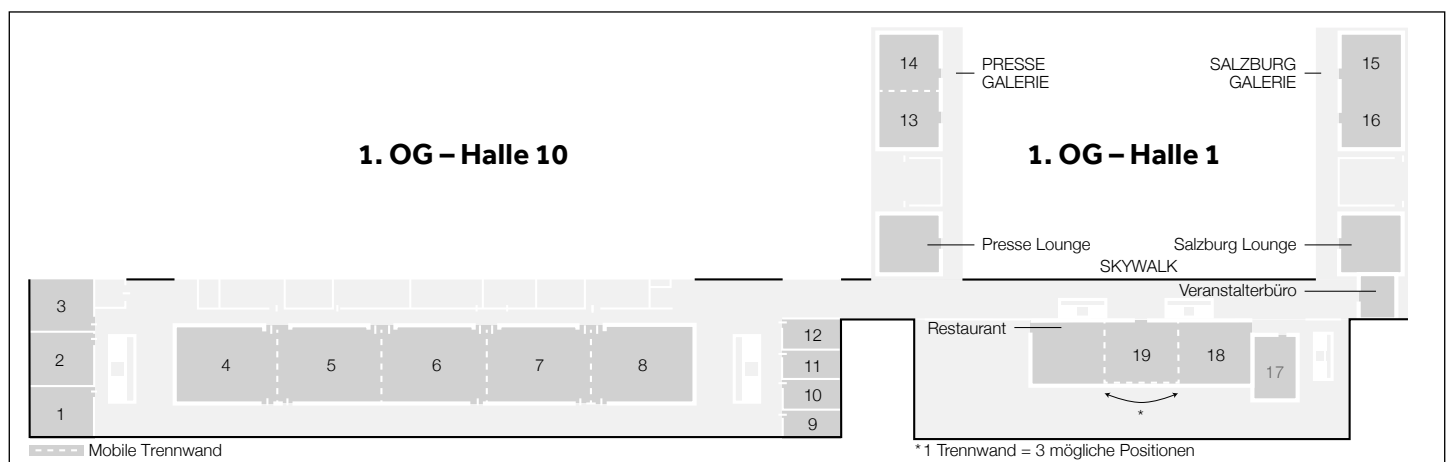 14
PRESSE
GALERIE
13
SALZBURG
GALERIE
15
16
1. OG – Halle 10
1. OG – Halle 1
Presse Lounge
Salzburg Lounge
SKYWALK
Veranstalterbüro
Restaurant
3
2
1
4
5
6
7
8
12
11
10
9
19
18
17
*
Mobile Trennwand
*1 Trennwand = 3 mögliche Positionen